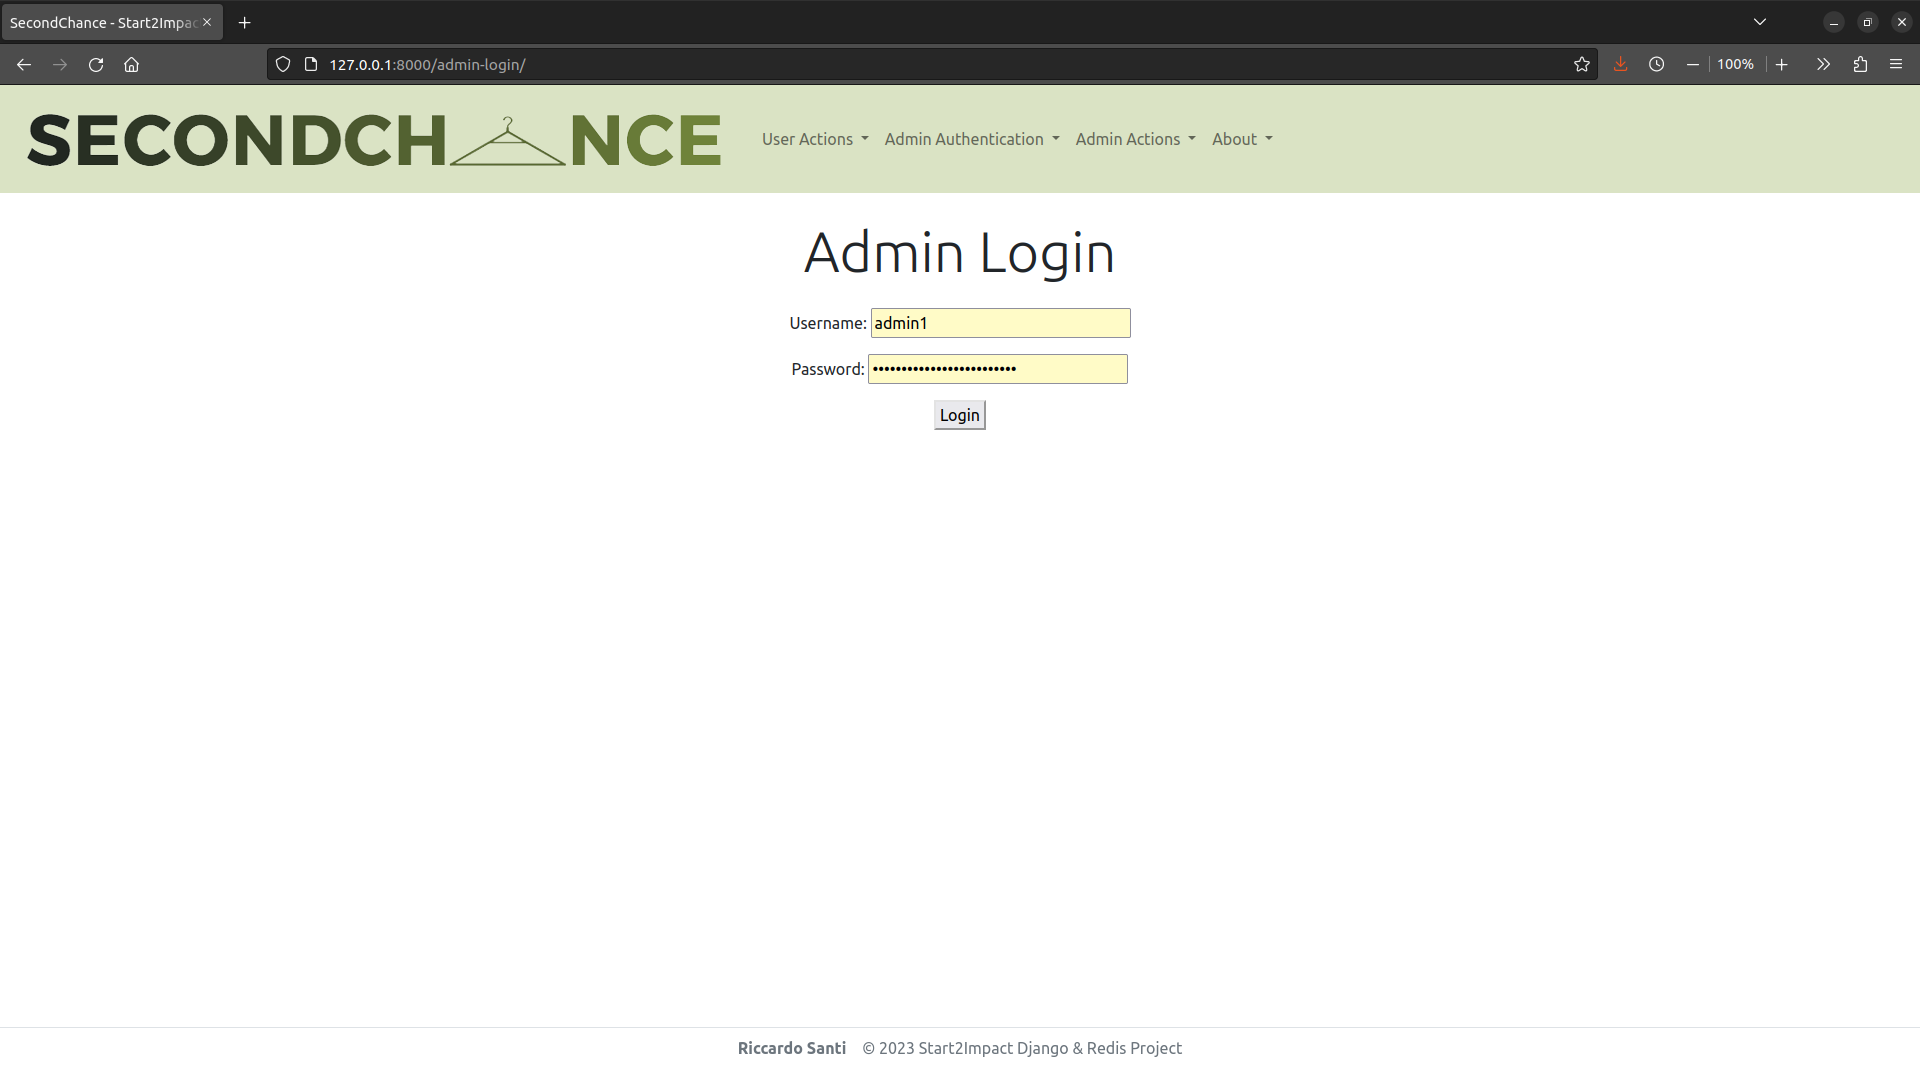 SecondChance - Start2Impac
127.0.0.1:8000/admin-login/
100%
SECONDCH NCE
User Actions
Admin Authentication
Admin Actions
About
Admin Login
Username: admin1
Password: •••••••••••••••••••••••••
Login
Riccardo Santi © 2023 Start2Impact Django & Redis Project